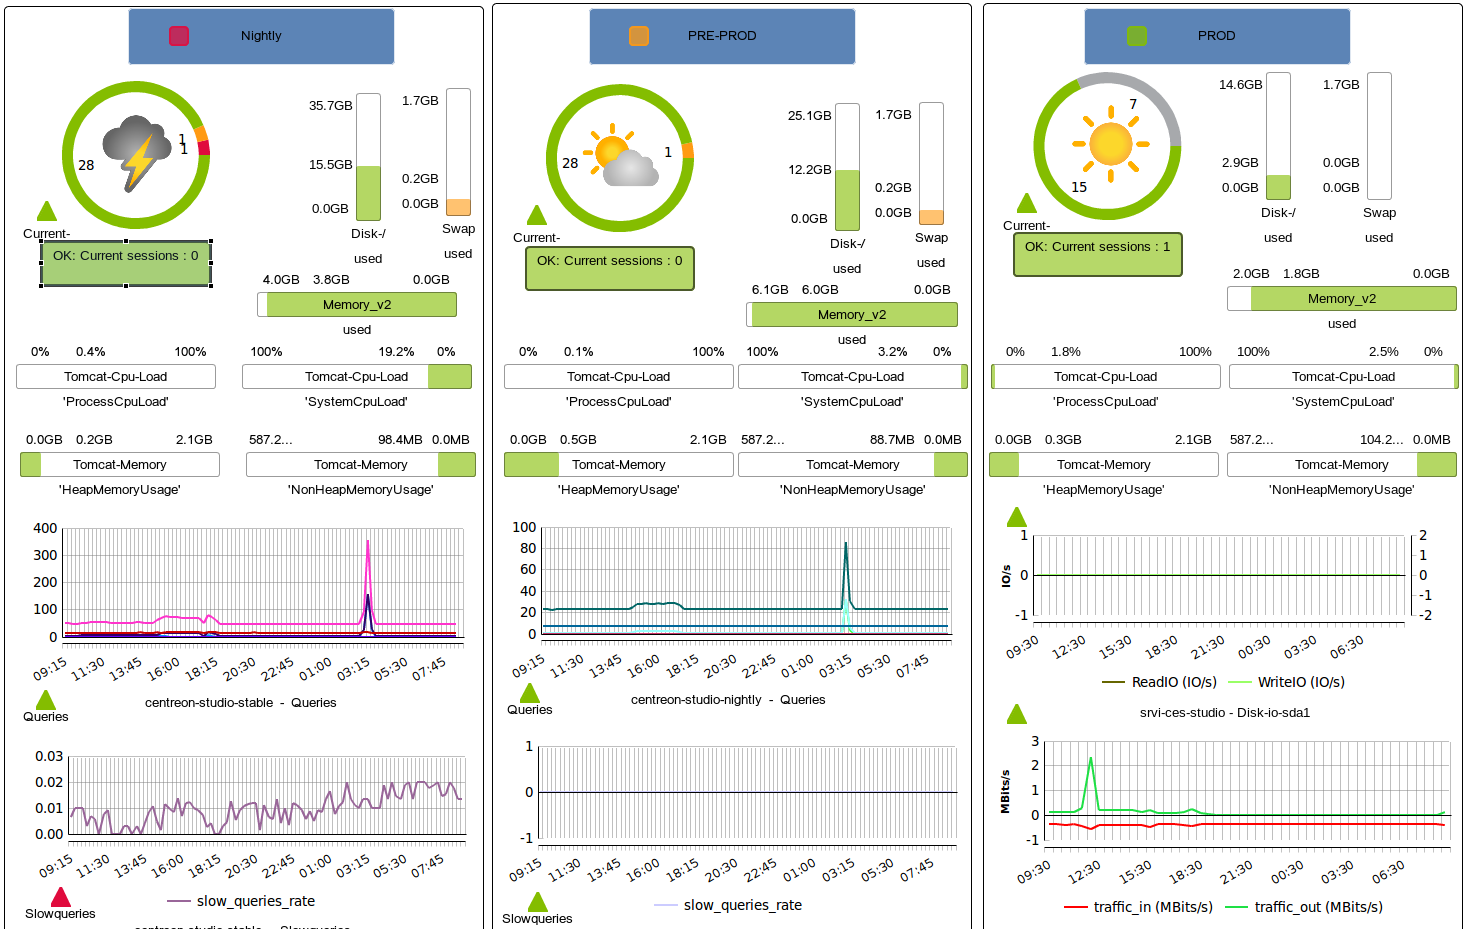 Nightly
28
1
1
35.7GB
15.5GB
0.0GB
Disk-/
used
1.7GB
0.2GB
0.0GB
Swap
used
Current-
OK: Current sessions : 0
4.0GB 3.8GB 0.0GB
Memory_v2
used
0% 0.4% 100%
Tomcat-Cpu-Load
'ProcessCpuLoad'
100% 19.2% 0%
Tomcat-Cpu-Load
'SystemCpuLoad'
0.0GB 0.2GB 2.1GB
Tomcat-Memory
'HeapMemoryUsage'
587.2... 98.4MB 0.0MB
Tomcat-Memory
'NonHeapMemoryUsage'
400
300
200
100
0
09:15 11:30 13:45 16:00 18:15 20:30 22:45 01:00 03:15 05:30 07:45
centreon-studio-stable - Queries
Queries
0.03
0.02
0.01
0.00
09:15 11:30 13:45 16:00 18:15 20:30 22:45 01:00 03:15 05:30 07:45
slow_queries_rate
Slowqueries
centreon-studio-stable - Slowqueries
PRE-PROD
28
1
25.1GB
12.2GB
0.0GB
Disk-/
used
1.7GB
0.2GB
0.0GB
Swap
used
Current-
OK: Current sessions : 0
6.1GB 6.0GB 0.0GB
Memory_v2
used
0% 0.1% 100%
Tomcat-Cpu-Load
'ProcessCpuLoad'
100% 3.2% 0%
Tomcat-Cpu-Load
'SystemCpuLoad'
0.0GB 0.5GB 2.1GB
Tomcat-Memory
'HeapMemoryUsage'
587.2... 88.7MB 0.0MB
Tomcat-Memory
'NonHeapMemoryUsage'
100
80
60
40
20
0
09:15 11:30 13:45 16:00 18:15 20:30 22:45 01:00 03:15 05:30 07:45
centreon-studio-nightly - Queries
Queries
1
0
-1
09:15 11:30 13:45 16:00 18:15 20:30 22:45 01:00 03:15 05:30 07:45
slow_queries_rate
Slowqueries
PROD
7
15
14.6GB
2.9GB
0.0GB
Disk-/
used
1.7GB
0.0GB
0.0GB
Swap
used
Current-
OK: Current sessions : 1
2.0GB 1.8GB 0.0GB
Memory_v2
used
0% 1.8% 100%
Tomcat-Cpu-Load
'ProcessCpuLoad'
100% 2.5% 0%
Tomcat-Cpu-Load
'SystemCpuLoad'
0.0GB 0.3GB 2.1GB
Tomcat-Memory
'HeapMemoryUsage'
587.2... 104.2... 0.0MB
Tomcat-Memory
'NonHeapMemoryUsage'
IO/s
1
0
-1
2
1
0
-1
-2
09:30 12:30 15:30 18:30 21:30 00:30 03:30 06:30
ReadIO (IO/s) WriteIO (IO/s)
srvi-ces-studio - Disk-io-sda1
MBits/s
3
2
1
0
-1
09:30 12:30 15:30 18:30 21:30 00:30 03:30 06:30
traffic_in (MBits/s) traffic_out (MBits/s)